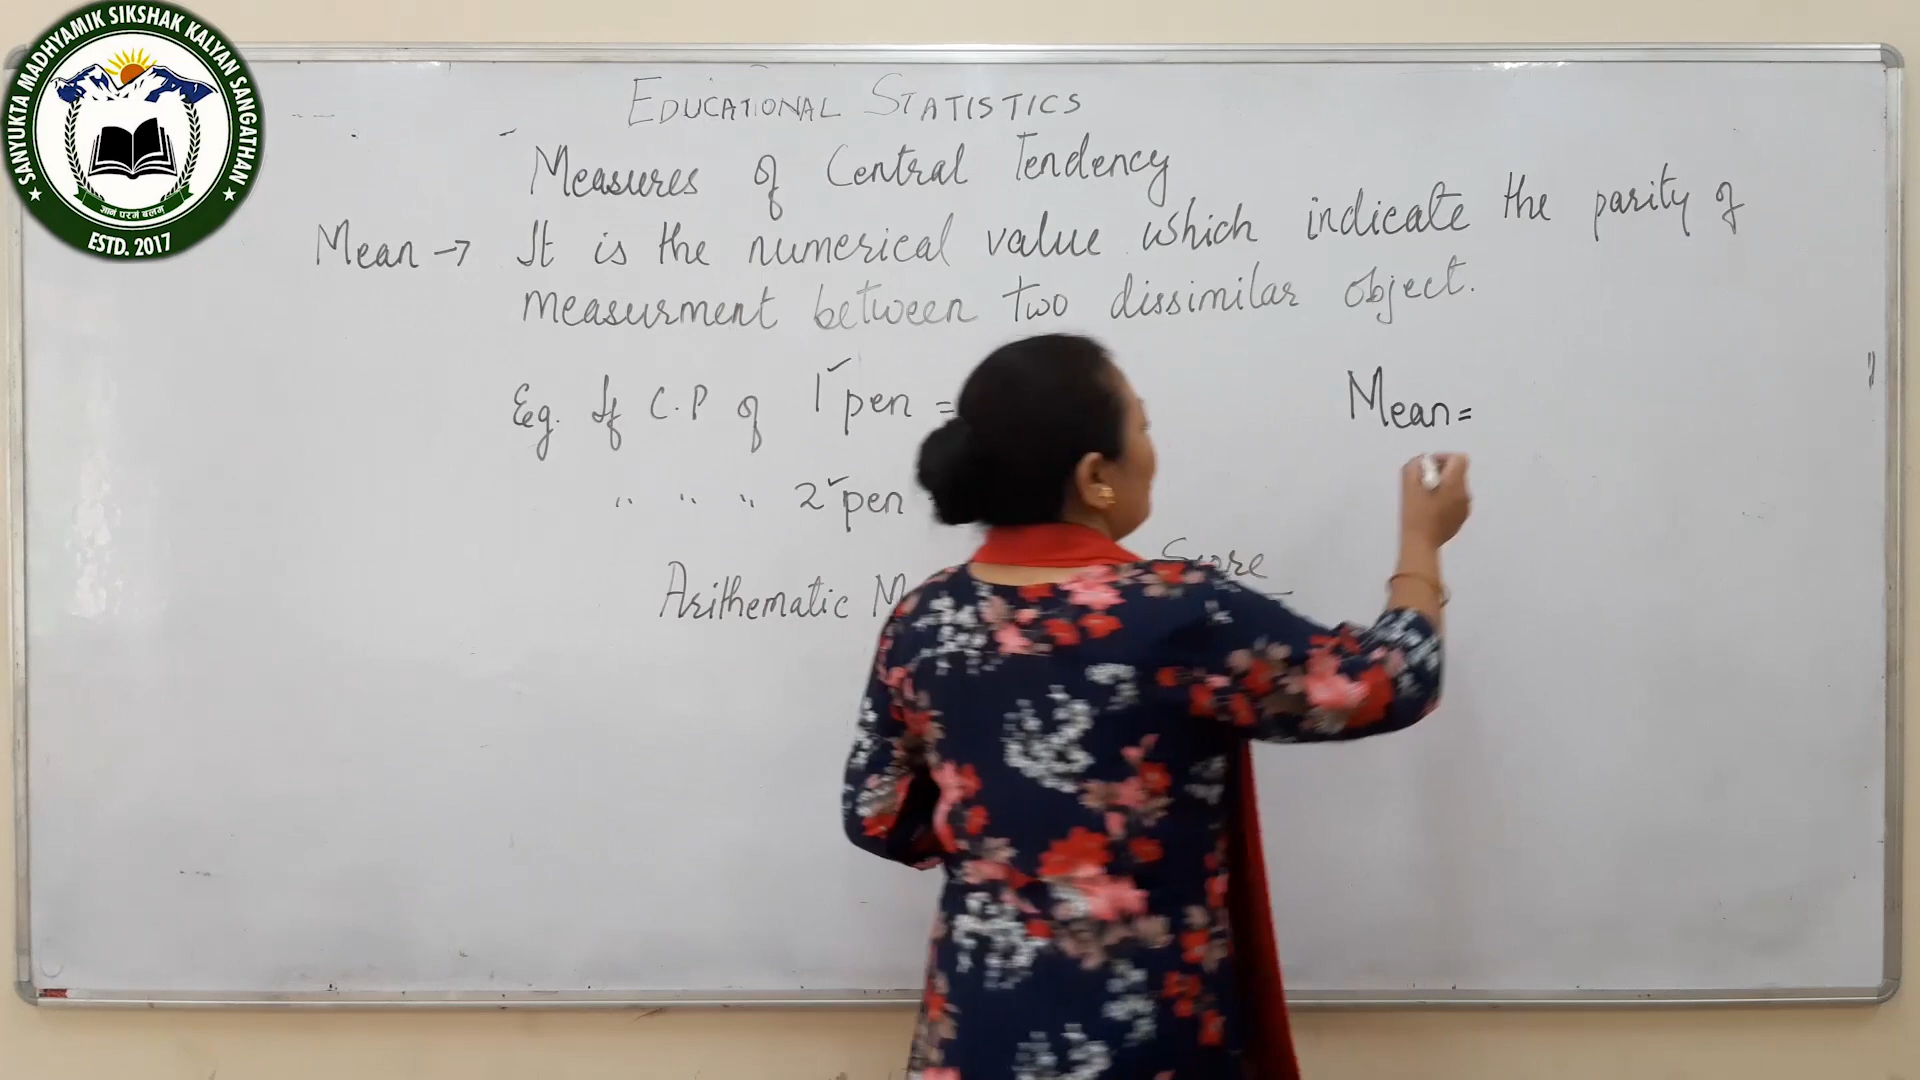 SANYUKTA MADHYAMIK SIKSHAK KALYAN SANGATHAN
ज्ञानं परमं बलम्
ESTD. 2017
EDUCATIONAL STATISTICS
Measures of Central Tendency
Mean → It is the numerical value which indicate the parity of
measurment between two dissimilar object.
Eg. If C.P of 1 pen =
" " " 2 pen
Mean =
Score
Arithematic M